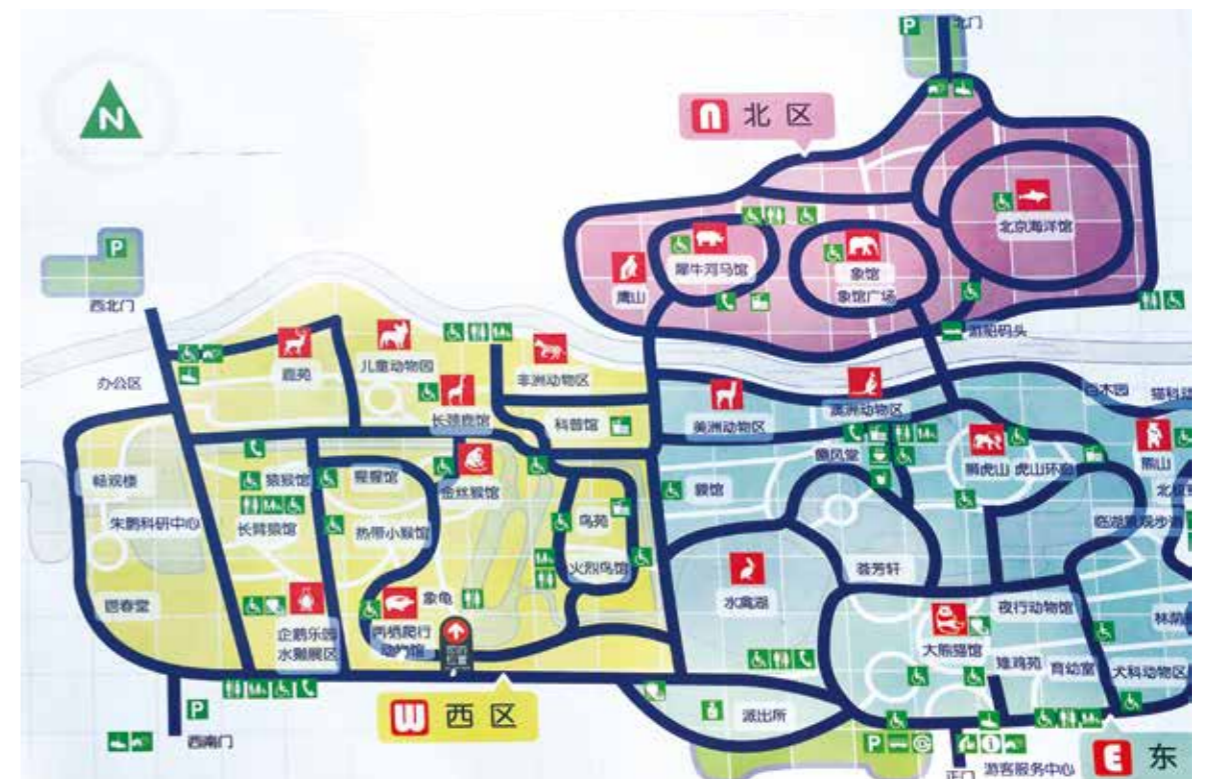 P
北门
N
n 北区
P
北京海洋馆
犀牛河马馆
象馆
鹰山
象馆广场
西北门
游船码头
鹿苑
儿童动物园
办公区
非洲动物区
长颈鹿馆
美洲动物区
澳洲动物区
科普馆
畅观楼
猿猴馆
猩猩馆
金丝猴馆
貘馆
豳风堂
狮虎山
虎山环廊
熊山
朱鹮科研中心
长臂猿馆
热带小猴馆
鸟苑
火烈鸟馆
荟芳轩
水禽湖
鬯春堂
象龟
夜行动物馆
企鹅乐园
水獭展区
两栖爬行
动物馆
大熊猫馆
雉鸡苑
育幼室
犬科动物区
P
西南门
W 西区
派出所
P
i
正门
游客服务中心
E 东